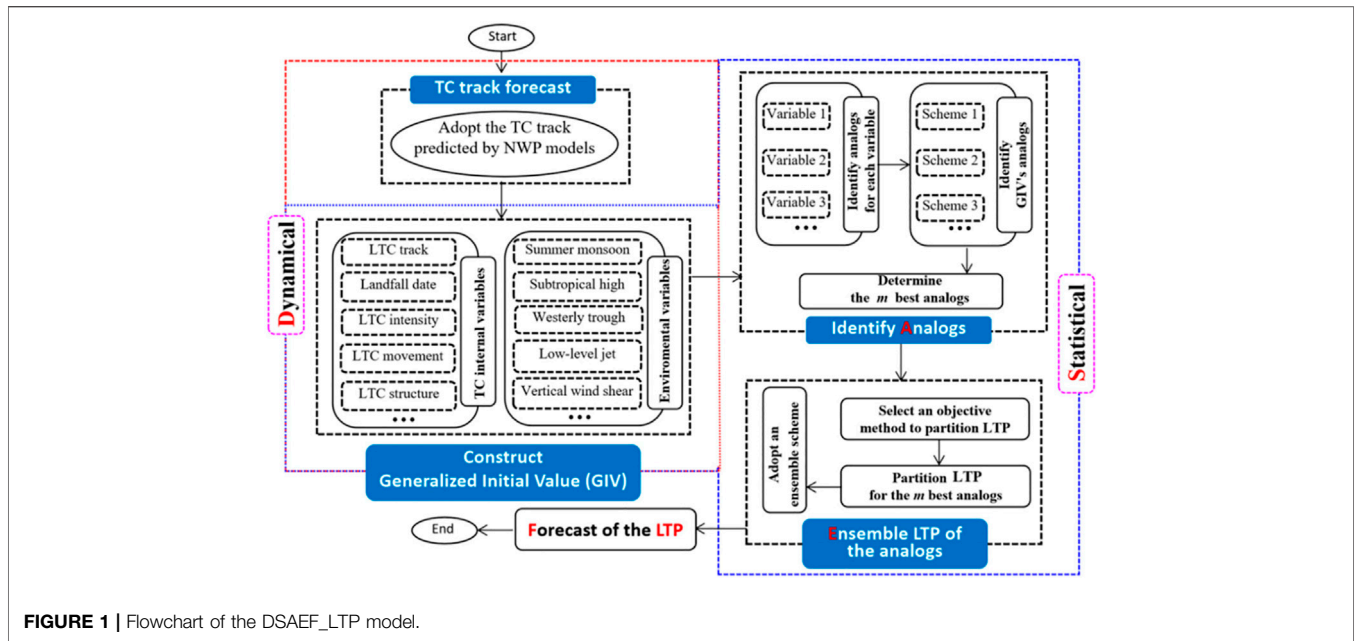 Start
TC track forecast
Adopt the TC track
predicted by NWP models
Dynamical
LTC track
Landfall date
LTC intensity
LTC movement
LTC structure
•••
TC internal variables
Summer monsoon
Subtropical high
Westerly trough
Low-level jet
Vertical wind shear
•••
Enviromental variables
Construct
Generalized Initial Value (GIV)
Variable 1
Variable 2
Variable 3
•••
Identify analogs
for each variable
Scheme 1
Scheme 2
Scheme 3
•••
Identify
GIV's analogs
Determine
the m best analogs
Identify Analogs
Statistical
Select an objective
method to partition LTP
Partition LTP
for the m best analogs
Adopt an
ensemble scheme
Ensemble LTP of
the analogs
Forecast of the LTP
End
FIGURE 1 | Flowchart of the DSAEF_LTP model.